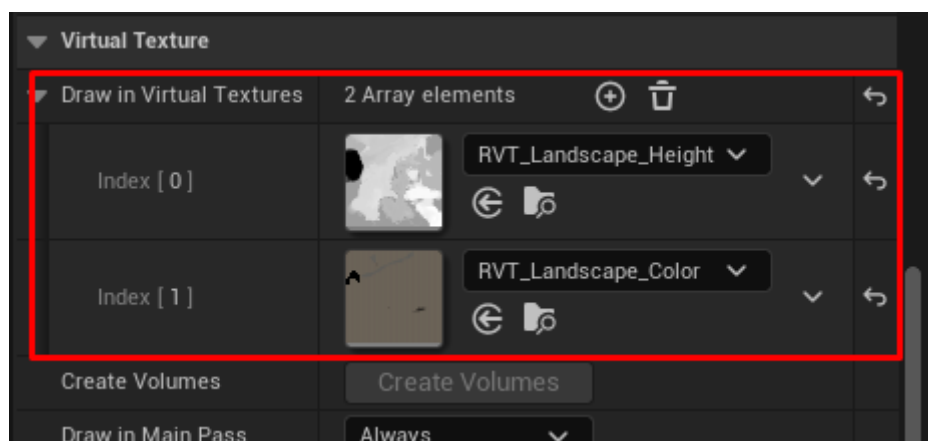 Virtual Texture
Draw in Virtual Textures 2 Array elements
RVT_Landscape_Height
Index [ 0 ]
RVT_Landscape_Color
Index [ 1 ]
Create Volumes Create Volumes
Draw in Main Pass Always